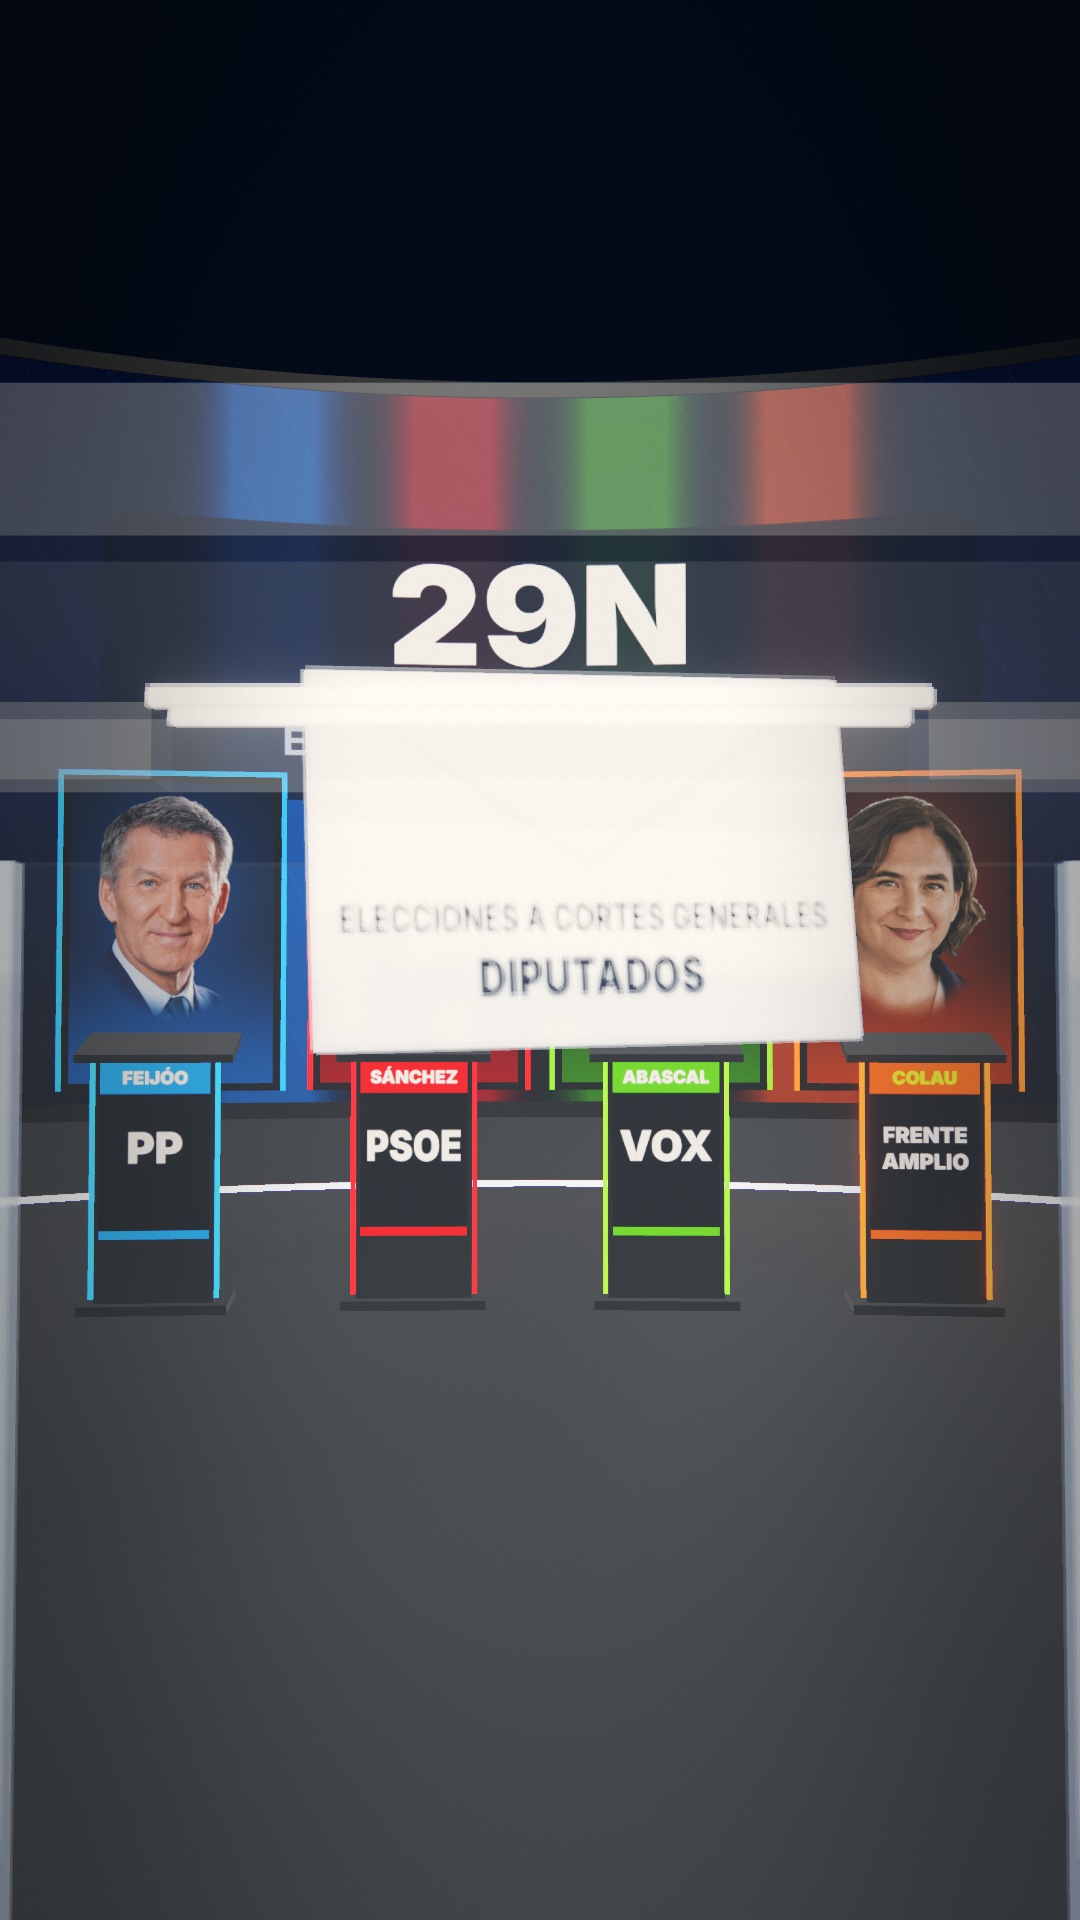 29N
ELECCIONES A CORTES GENERALES
DIPUTADOS
FEIJÓO
SÁNCHEZ
ABASCAL
COLAU
PP
PSOE
VOX
FRENTE
AMPLIO